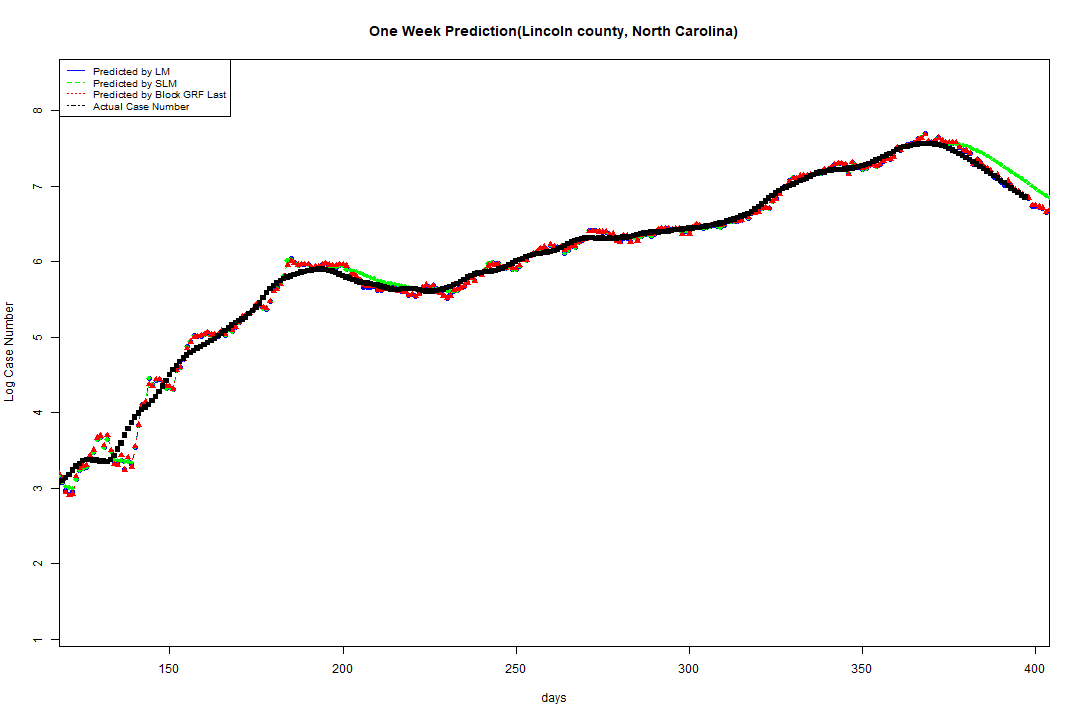 One Week Prediction(Lincoln county, North Carolina)
Predicted by LM
Predicted by SLM
Predicted by Block GRF Last
Actual Case Number
8
7
6
5
4
3
2
1
Log Case Number
150 200 250 300 350 400
days